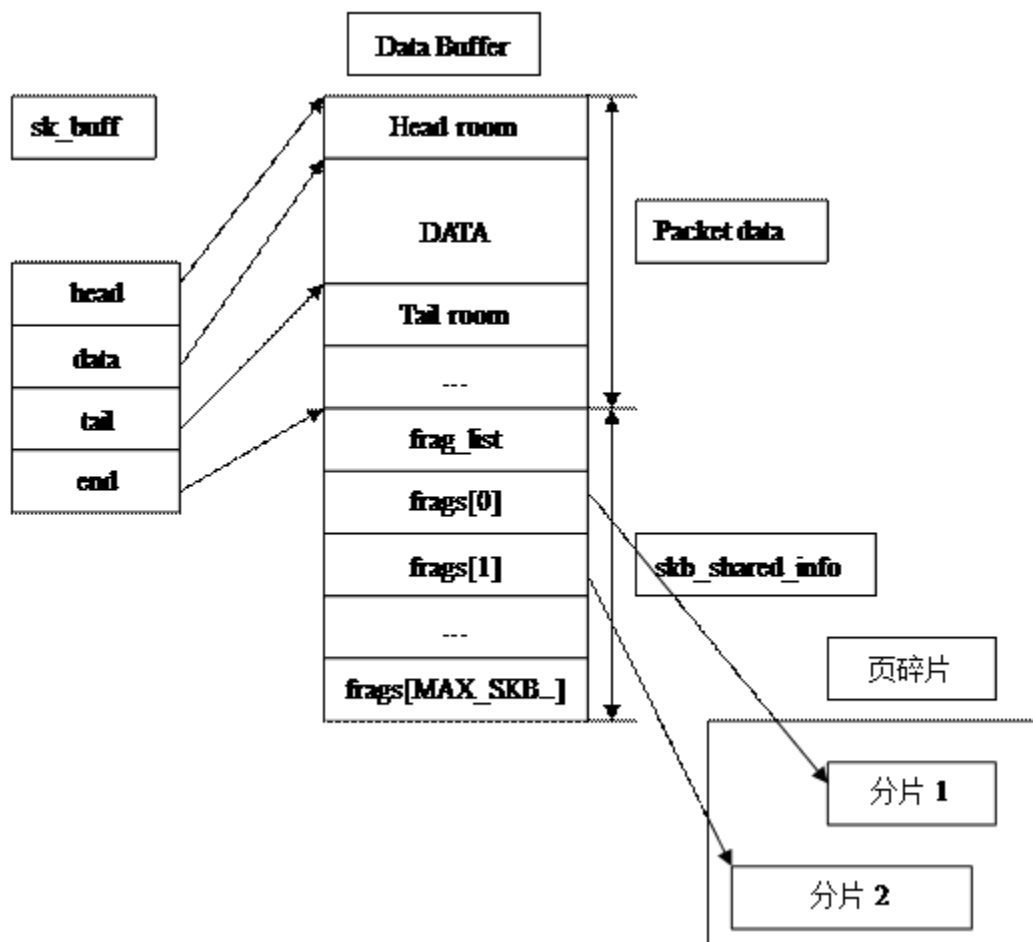 Data Buffer
sk_buff
Head room
DATA
Packet data
head
Tail room
data
---
tail
frag_list
end
frags[0]
frags[1]
skb_shared_info
---
页碎片
frags[MAX_SKB_]
分片 1
分片 2